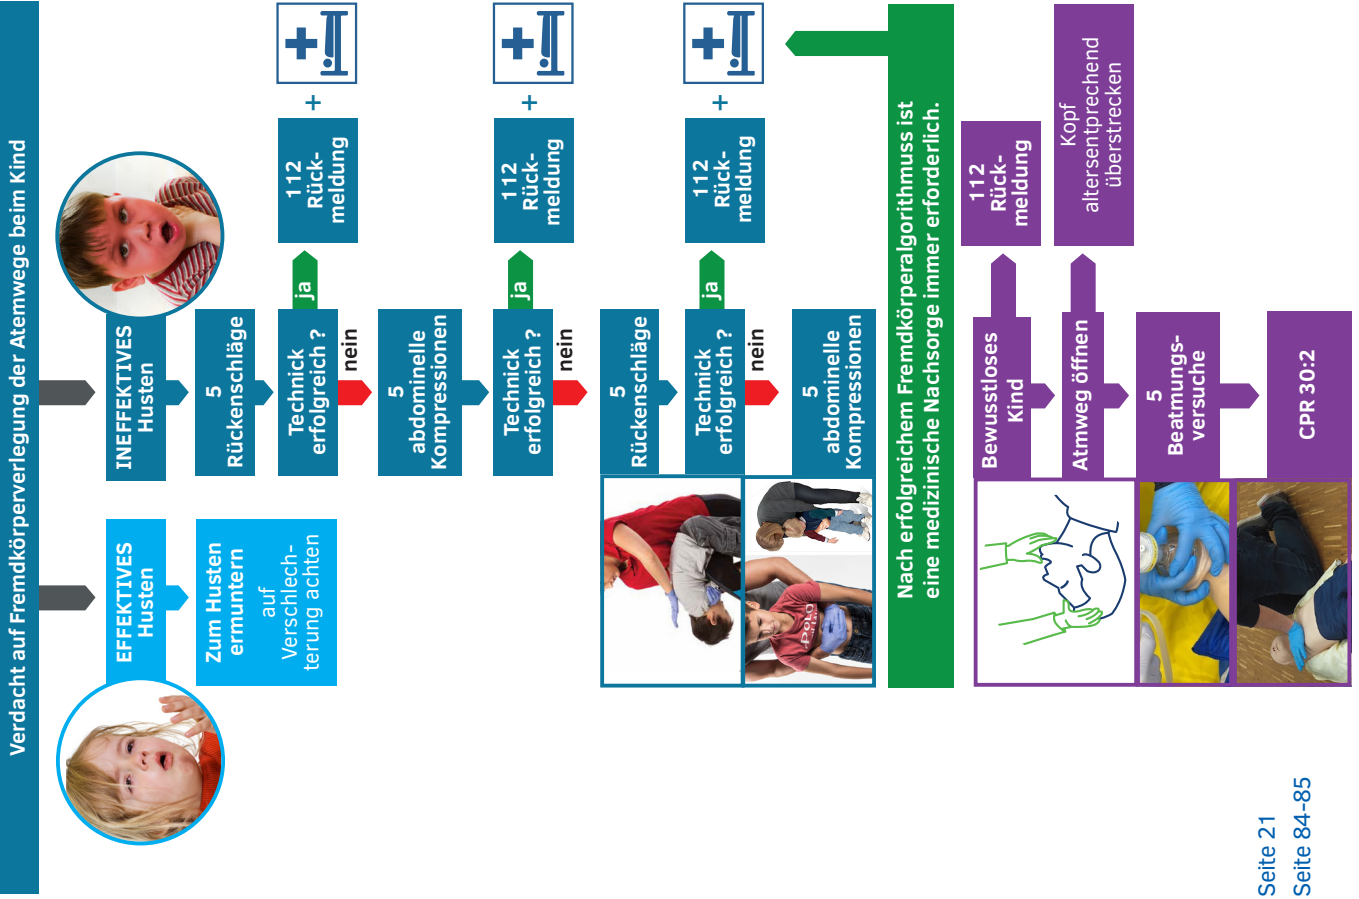 Verdacht auf Fremdkörperverlegung der Atemwege beim Kind
EFFEKTIVES
Husten
Zum Husten
ermuntern
auf
Verschlech-
terung achten
INEFFEKTIVES
Husten
5
Rückenschläge
Technick
erfolgreich ?
ja
112
Rück-
meldung
+
nein
5
abdominelle
Kompressionen
Technick
erfolgreich ?
ja
112
Rück-
meldung
+
nein
5
Rückenschläge
Technick
erfolgreich ?
ja
112
Rück-
meldung
+
nein
5
abdominelle
Kompressionen
POLO
Nach erfolgreichem Fremdkörperalgorithmuss ist
eine medizinische Nachsorge immer erforderlich.
Bewusstloses
Kind
112
Rück-
meldung
Atmweg öffnen
Kopf
altersentprechend
überstrecken
5
Beatmungs-
versuche
CPR 30:2
Seite 21
Seite 84-85